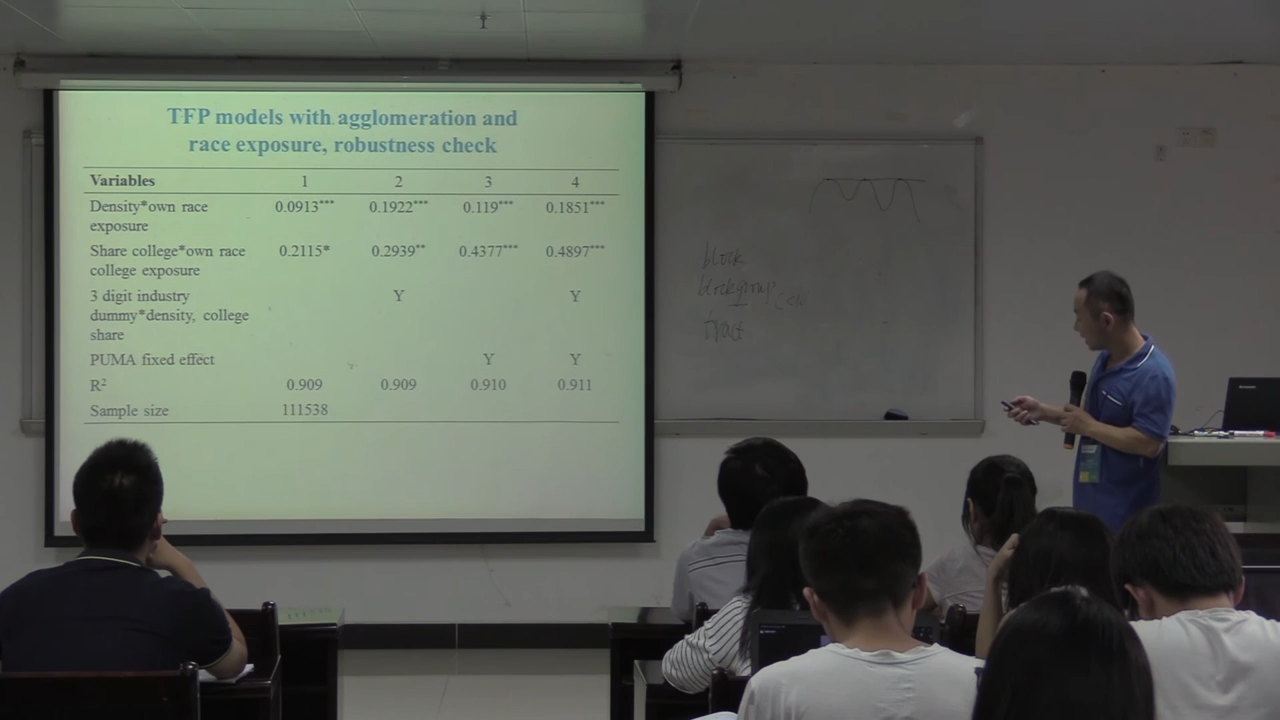 TFP models with agglomeration and
race exposure, robustness check
Variables 1 2 3 4
Density*own race exposure 0.0913*** 0.1922*** 0.119*** 0.1851***
Share college*own race college exposure 0.2115* 0.2939** 0.4377*** 0.4897***
3 digit industry dummy*density, college share Y Y
PUMA fixed effect Y Y
R² 0.909 0.909 0.910 0.911
Sample size 111538
block
blockgroup
tract